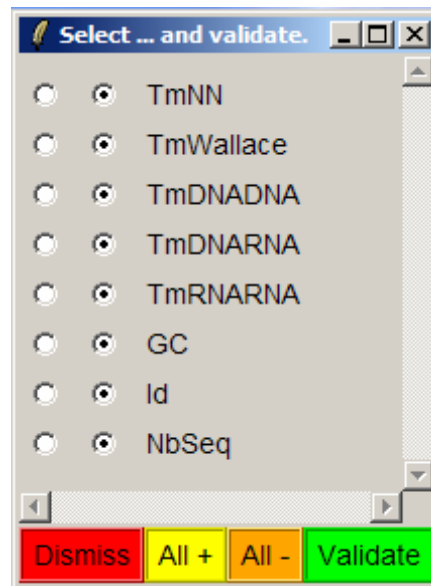 Select ... and validate.
TmNN
TmWallace
TmDNADNA
TmDNARNA
TmRNARNA
GC
Id
NbSeq
Dismiss All + All - Validate